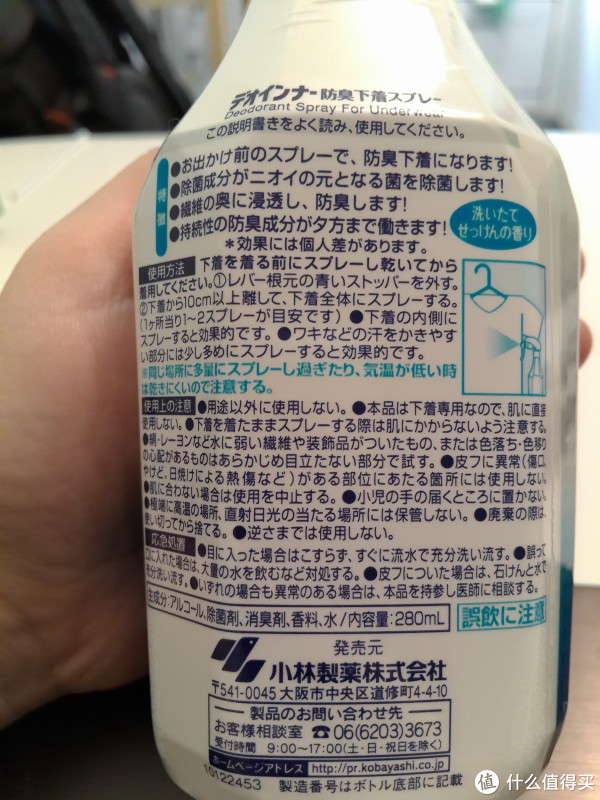 デオインナー防臭下着スプレー
Deodorant Spray For Underwear
この説明書きをよく読み、使用してください。
特徴
●お出かけ前のスプレーで、防臭下着になります!
●除菌成分がニオイの元となる菌を除菌します!
●繊維の奥に浸透し、防臭します!
●持続性の防臭成分が夕方まで働きます!
＊効果には個人差があります。
洗いたて
せっけんの香り
使用方法 下着を着る前にスプレーし乾いてから
着用してください。①レバー根元の青いストッパーを外す。
②下着から10cm以上離して、下着全体にスプレーする。
(1ヶ所当り1~2スプレーが目安です) ●下着の内側に
スプレーすると効果的です。 ●ワキなどの汗をかきやす
い部分には少し多めにスプレーすると効果的です。
※同じ場所に多量にスプレーし過ぎたり、気温が低い時
は乾きにくいので注意する。
使用上の注意 ●用途以外に使用しない。 ●本品は下着専用なので、肌に直接
使用しない。 ●下着を着たままスプレーする際は肌にかからないよう注意する。
●絹・レーヨンなど水に弱い繊維や装飾品がついたもの、または色落ち・色移り
の心配があるものはあらかじめ目立たない部分で試す。 ●皮フに異常(傷口、
やけど、日焼けによる熱傷など)がある部位にあたる箇所には使用しない。
●肌に合わない場合は使用を中止する。 ●小児の手の届くところに置かない。
●極端に高温の場所、直射日光の当たる場所には保管しない。 ●廃棄の際は、
使い切ってから捨てる。 ●逆さまでは使用しない。
応急処置 ●目に入った場合はこすらず、すぐに流水で充分洗い流す。 ●誤って
口に入れた場合は、大量の水を飲むなど対処する。 ●皮フについた場合は、石けんと水で
充分洗い流す。 ●いずれの場合も異常のある場合は、本品を持参し医師に相談する。
主成分:アルコール、除菌剤、消臭剤、香料、水/内容量:280mL
誤飲に注意
発売元
小林製薬株式会社
〒541-0045 大阪市中央区道修町4-4-10
製品のお問い合わせ先
お客様相談室 ☎06(6203)3673
受付時間 9:00~17:00(土・日・祝日を除く)
ホームページアドレス http://pr.kobayashi.co.jp
10122453 製造番号はボトル底部に記載
值 什么值得买